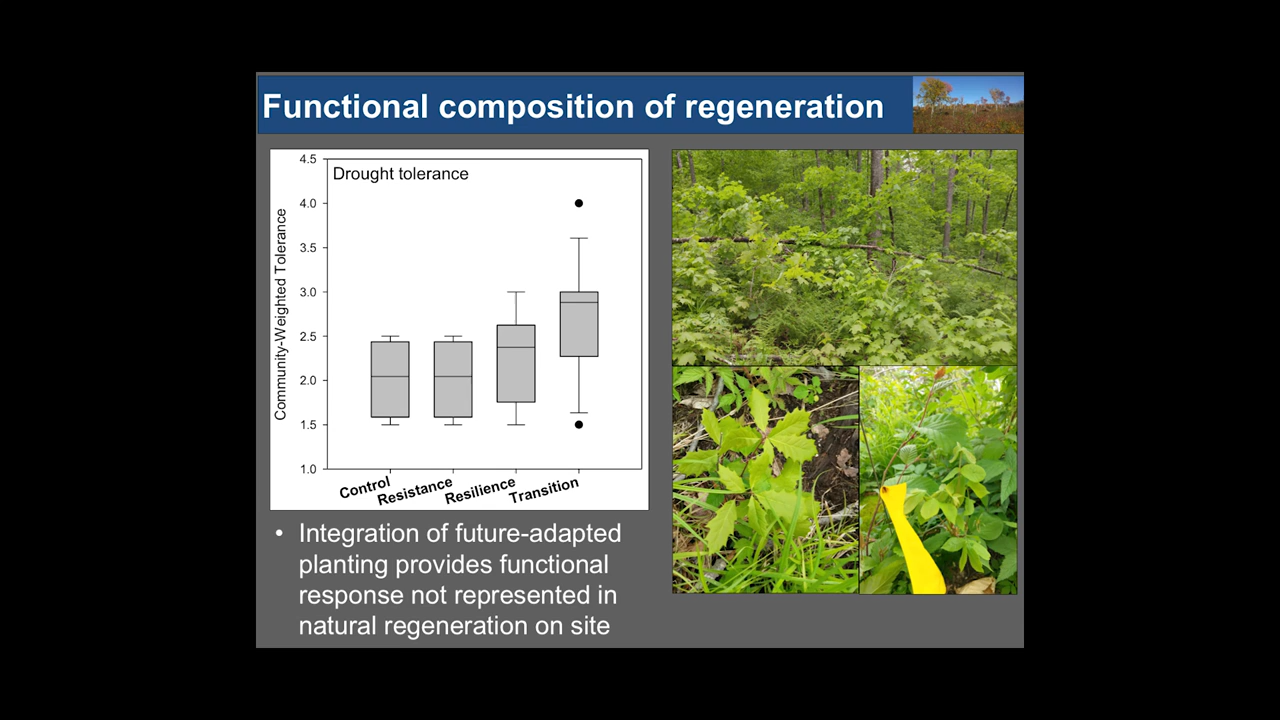 Functional composition of regeneration
Drought tolerance
Community-Weighted Tolerance
4.5
4.0
3.5
3.0
2.5
2.0
1.5
1.0
Control
Resistance
Resilience
Transition
• Integration of future-adapted
planting provides functional
response not represented in
natural regeneration on site